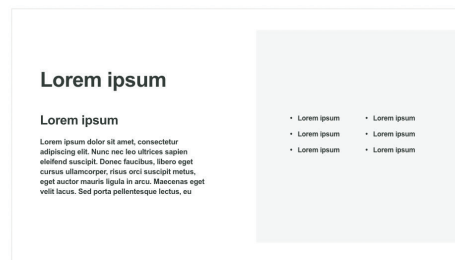 Lorem ipsum
Lorem ipsum
Lorem ipsum dolor sit amet, consectetur
adipiscing elit. Nunc nec leo ultrices sapien
eleifend suscipit. Donec faucibus, libero eget
cursus ullamcorper, risus orci suscipit metus,
eget auctor mauris ligula in arcu. Maecenas eget
velit lacus. Sed porta pellentesque lectus, eu
• Lorem ipsum
• Lorem ipsum
• Lorem ipsum
• Lorem ipsum
• Lorem ipsum
• Lorem ipsum